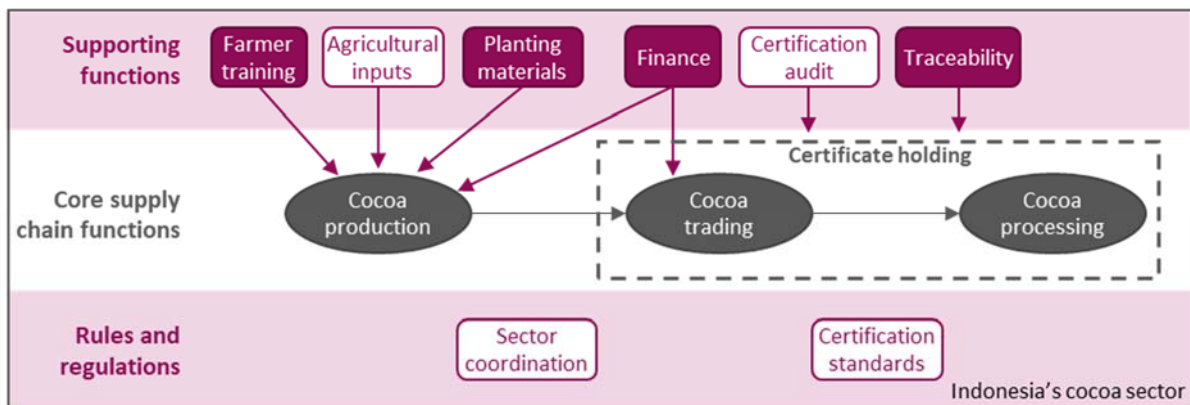 Supporting
functions
Farmer
training
Agricultural
inputs
Planting
materials
Finance
Certification
audit
Traceability
Certificate holding
Core supply
chain functions
Cocoa
production
Cocoa
trading
Cocoa
processing
Rules and
regulations
Sector
coordination
Certification
standards
Indonesia's cocoa sector